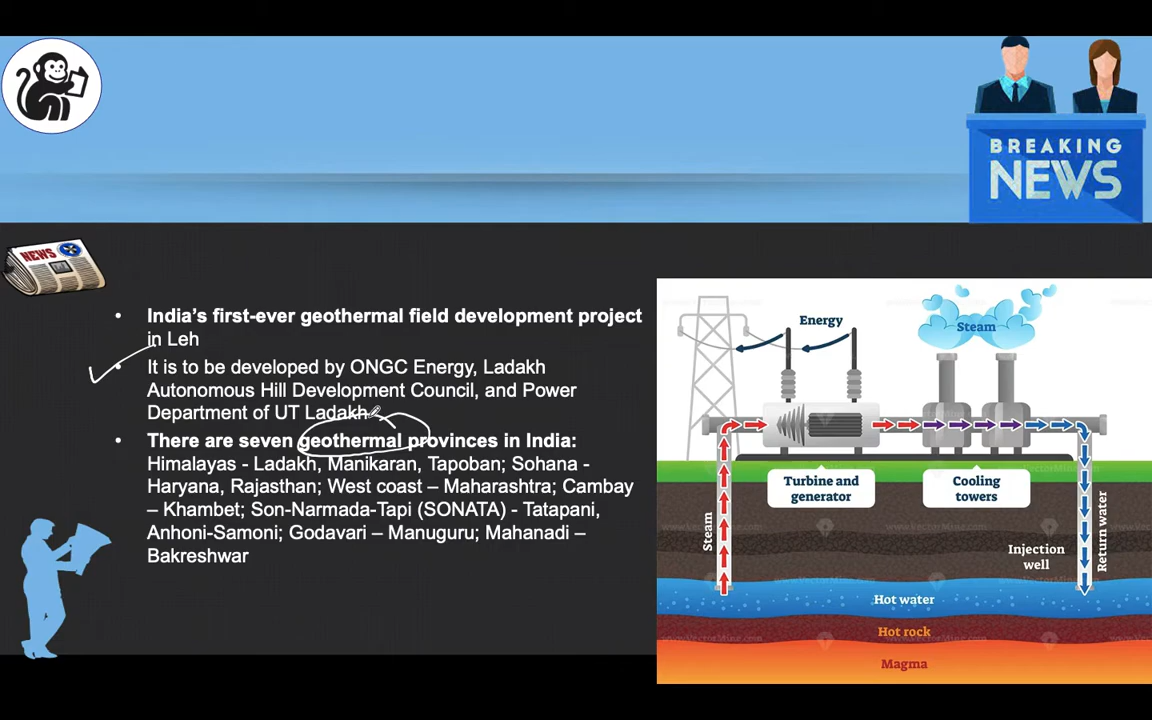 BREAKING
NEWS
NEWS
• India's first-ever geothermal field development project
in Leh
• It is to be developed by ONGC Energy, Ladakh
Autonomous Hill Development Council, and Power
Department of UT Ladakh
• There are seven geothermal provinces in India:
Himalayas - Ladakh, Manikaran, Tapoban; Sohana -
Haryana, Rajasthan; West coast – Maharashtra; Cambay
– Khambet; Son-Narmada-Tapi (SONATA) - Tatapani,
Anhoni-Samoni; Godavari – Manuguru; Mahanadi –
Bakreshwar
Energy
Steam
Turbine and
generator
Cooling
towers
Steam
Injection
well
Return water
Hot water
Hot rock
Magma